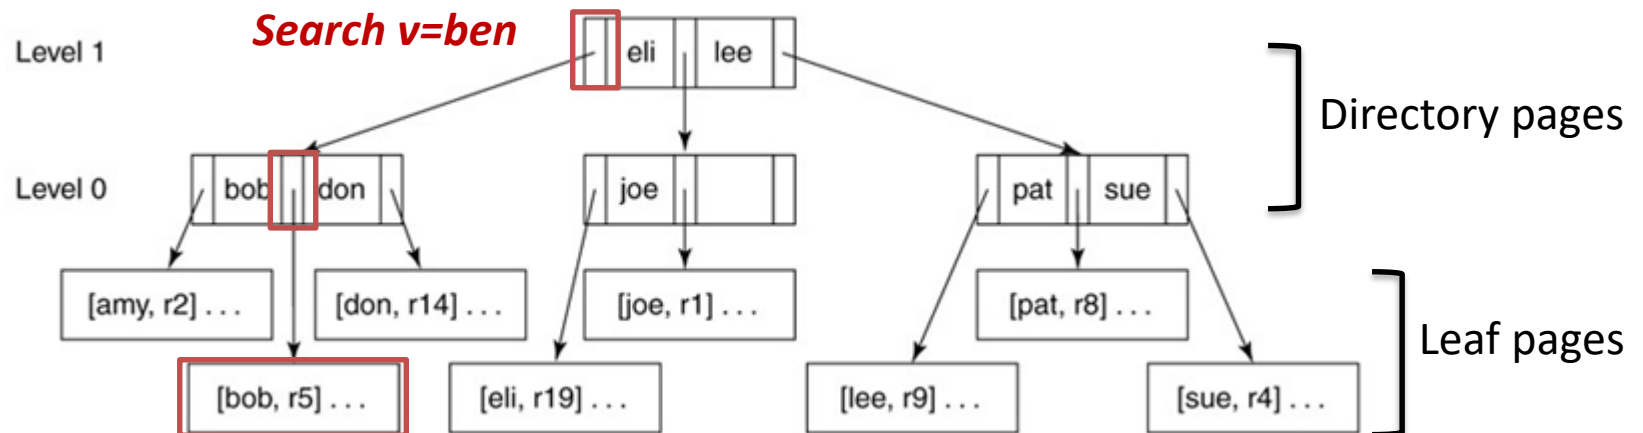 Search v=ben
Level 1
eli
lee
Directory pages
Level 0
bob
don
joe
pat
sue
[amy, r2] . . .
[don, r14] . . .
[joe, r1] . . .
[pat, r8] . . .
Leaf pages
[bob, r5] . . .
[eli, r19] . . .
[lee, r9] . . .
[sue, r4] . . .